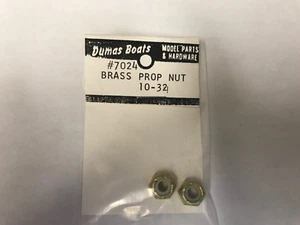 Dumas Boats
MODEL PARTS
& HARDWARE
#7024
BRASS PROP NUT
10-32